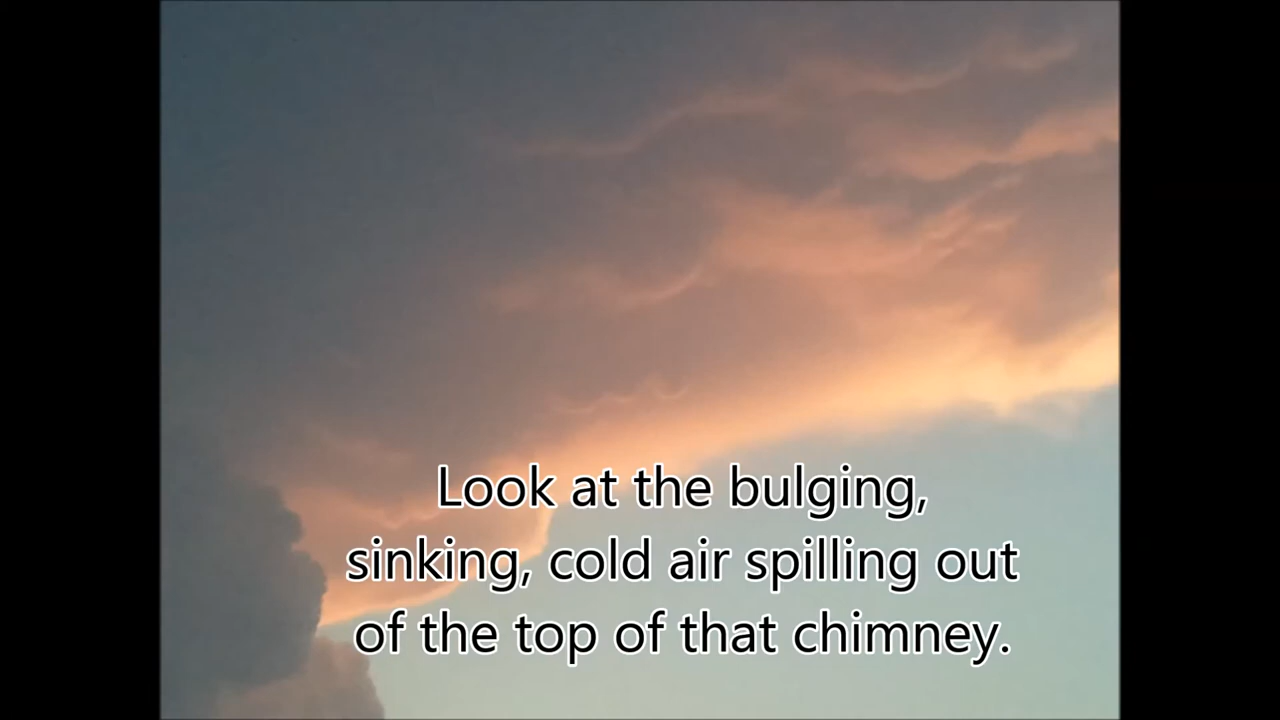 Look at the bulging,
sinking, cold air spilling out
of the top of that chimney.